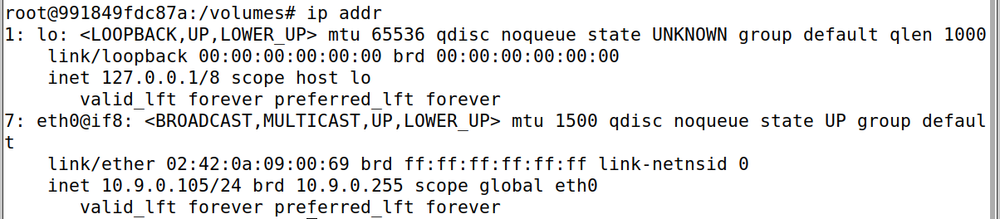 root@991849fdc87a:/volumes# ip addr
1: lo: <LOOPBACK,UP,LOWER_UP> mtu 65536 qdisc noqueue state UNKNOWN group default qlen 1000
    link/loopback 00:00:00:00:00:00 brd 00:00:00:00:00:00
    inet 127.0.0.1/8 scope host lo
       valid_lft forever preferred_lft forever
7: eth0@if8: <BROADCAST,MULTICAST,UP,LOWER_UP> mtu 1500 qdisc noqueue state UP group defaul
t
    link/ether 02:42:0a:09:00:69 brd ff:ff:ff:ff:ff:ff link-netnsid 0
    inet 10.9.0.105/24 brd 10.9.0.255 scope global eth0
       valid_lft forever preferred_lft forever